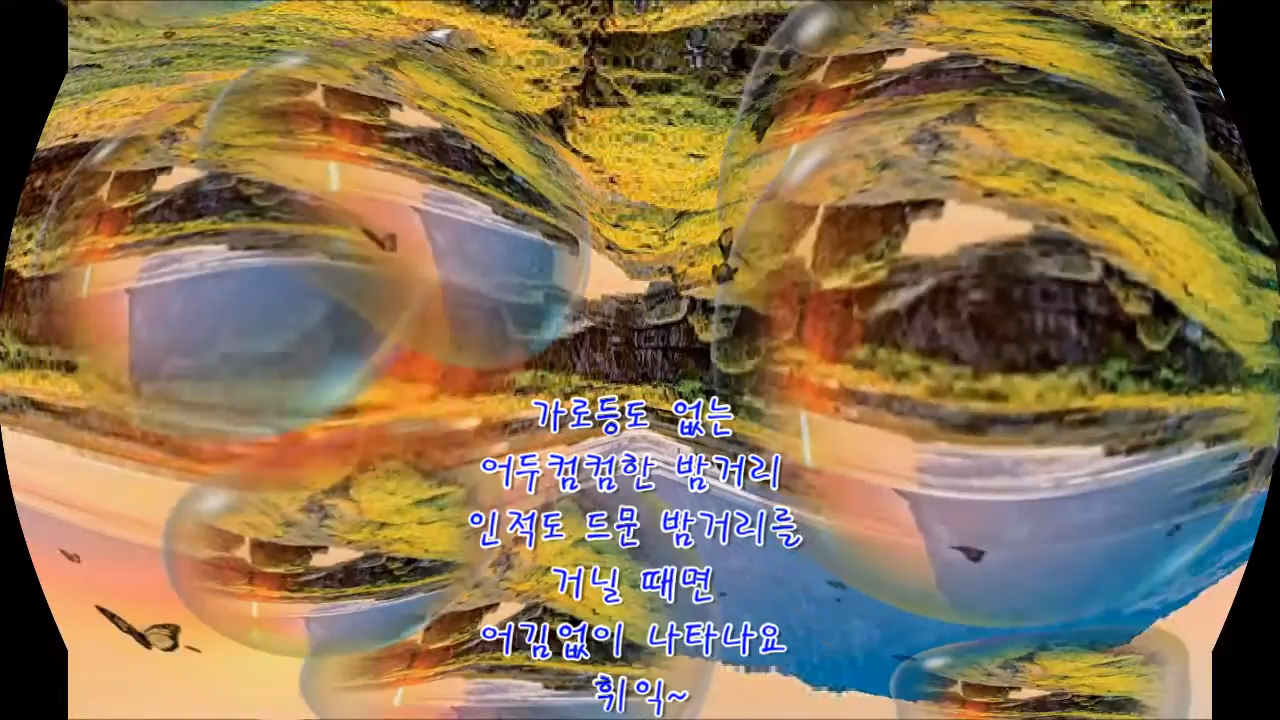 가로등도 없는
어두컴컴한 밤거리
인적도 드문 밤거리를
거닐 때면
어김없이 나타나요
휘익~